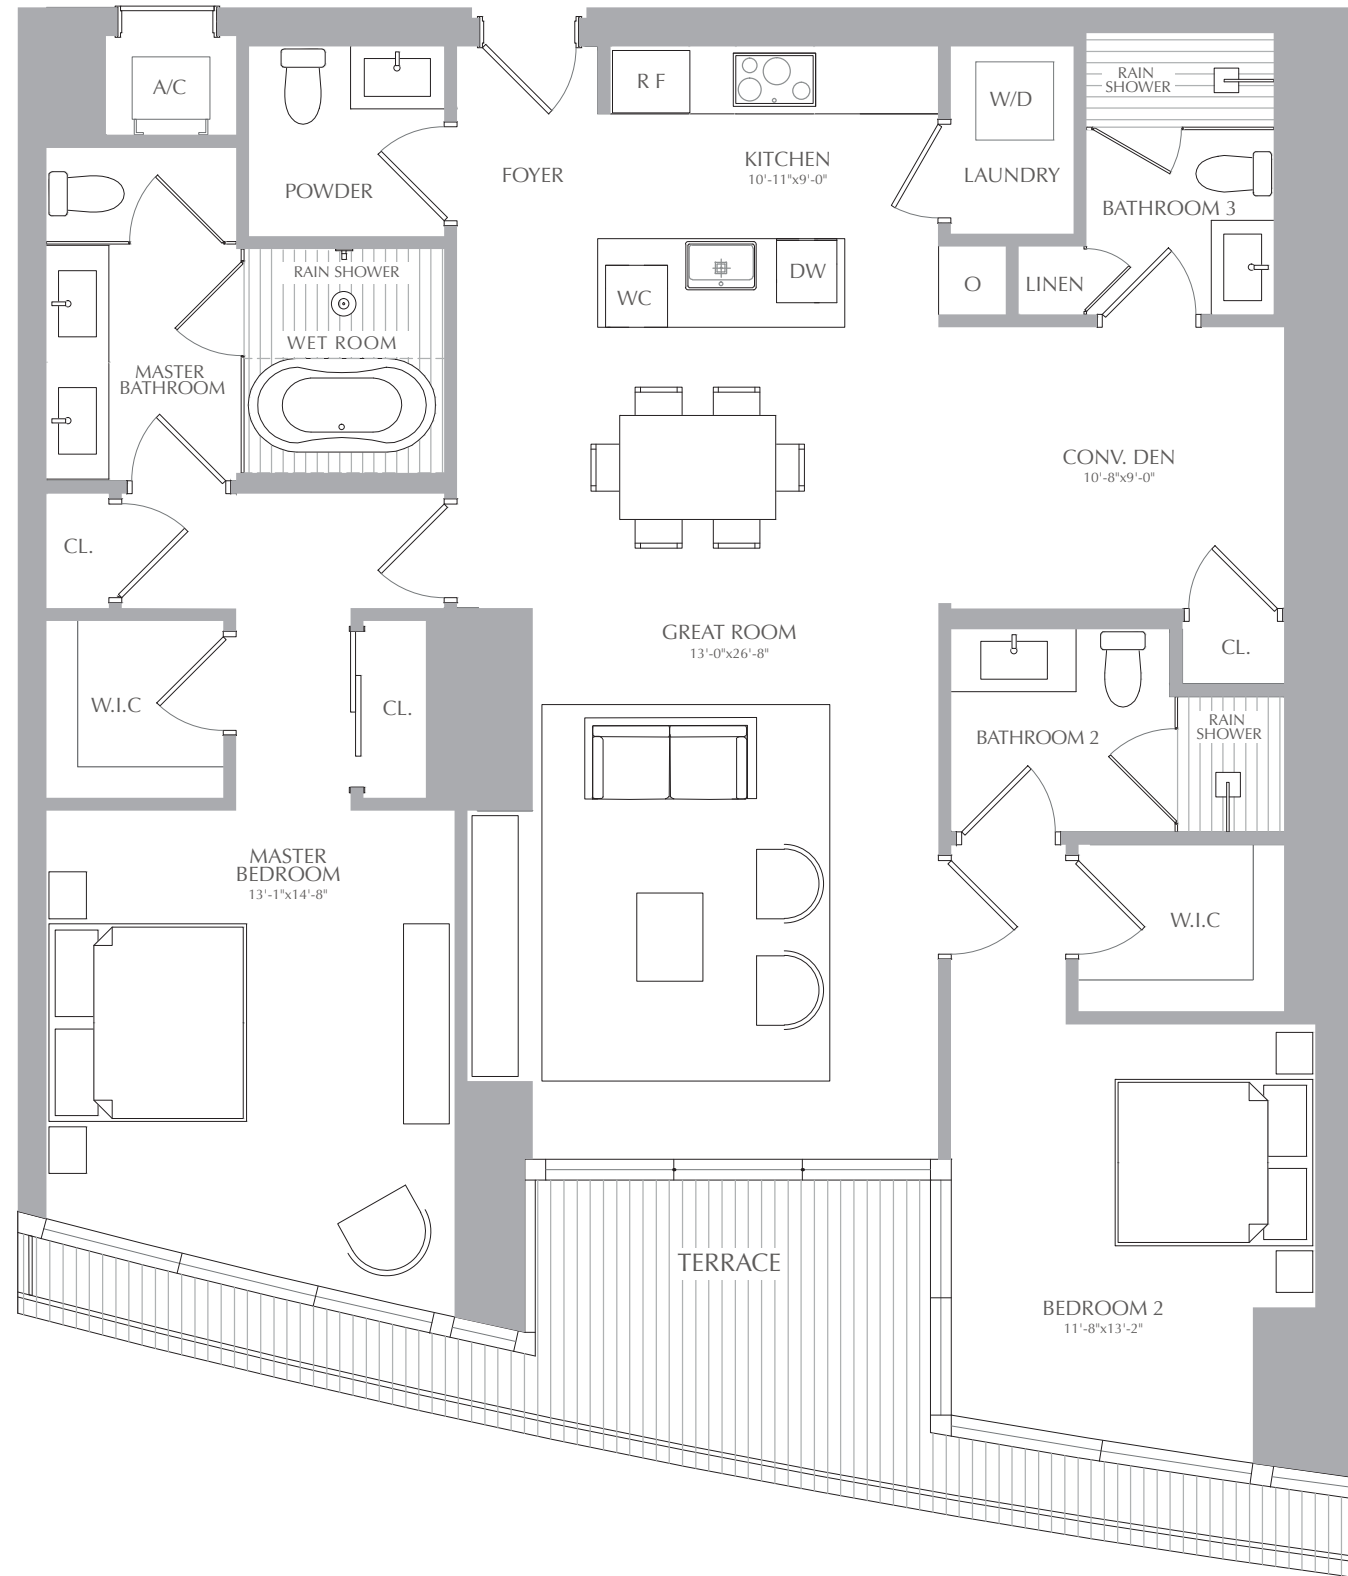 A/C
R F
W/D
RAIN
SHOWER
KITCHEN
10'-11"x9'-0"
FOYER
LAUNDRY
POWDER
BATHROOM 3
RAIN SHOWER
DW
WC
O
LINEN
WET ROOM
MASTER
BATHROOM
CONV. DEN
10'-8"x9'-0"
CL.
GREAT ROOM
13'-0"x26'-8"
CL.
W.I.C
CL.
RAIN
SHOWER
BATHROOM 2
MASTER
BEDROOM
13'-1"x14'-8"
W.I.C
TERRACE
BEDROOM 2
11'-8"x13'-2"